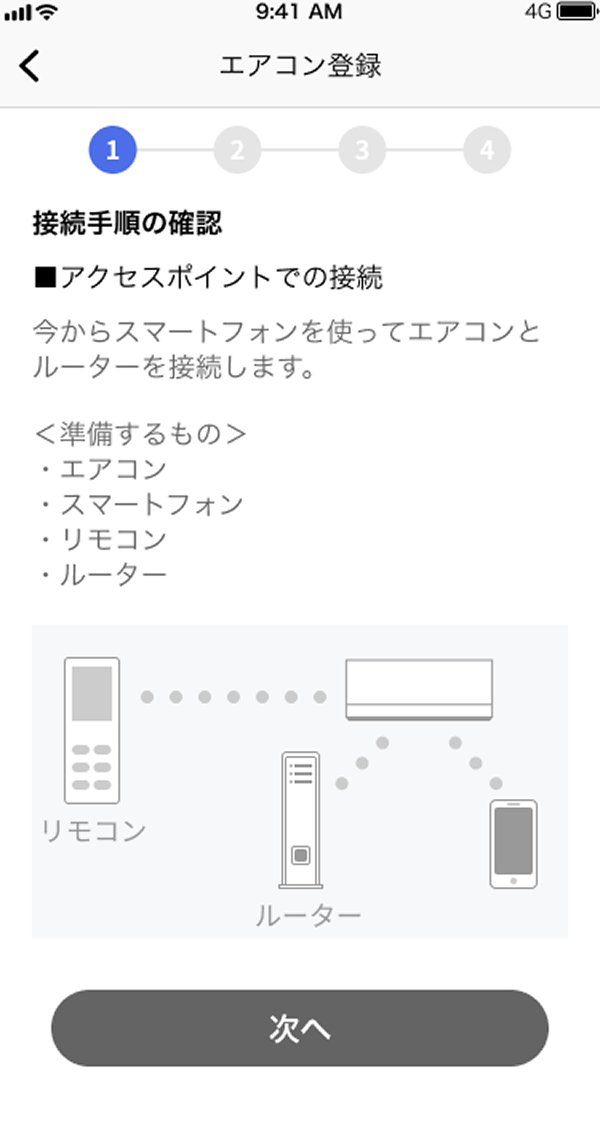 9:41 AM
4G
エアコン登録
1
2
3
4
接続手順の確認
■アクセスポイントでの接続
今からスマートフォンを使ってエアコンと
ルーターを接続します。
＜準備するもの＞
・エアコン
・スマートフォン
・リモコン
・ルーター
リモコン
ルーター
次へ